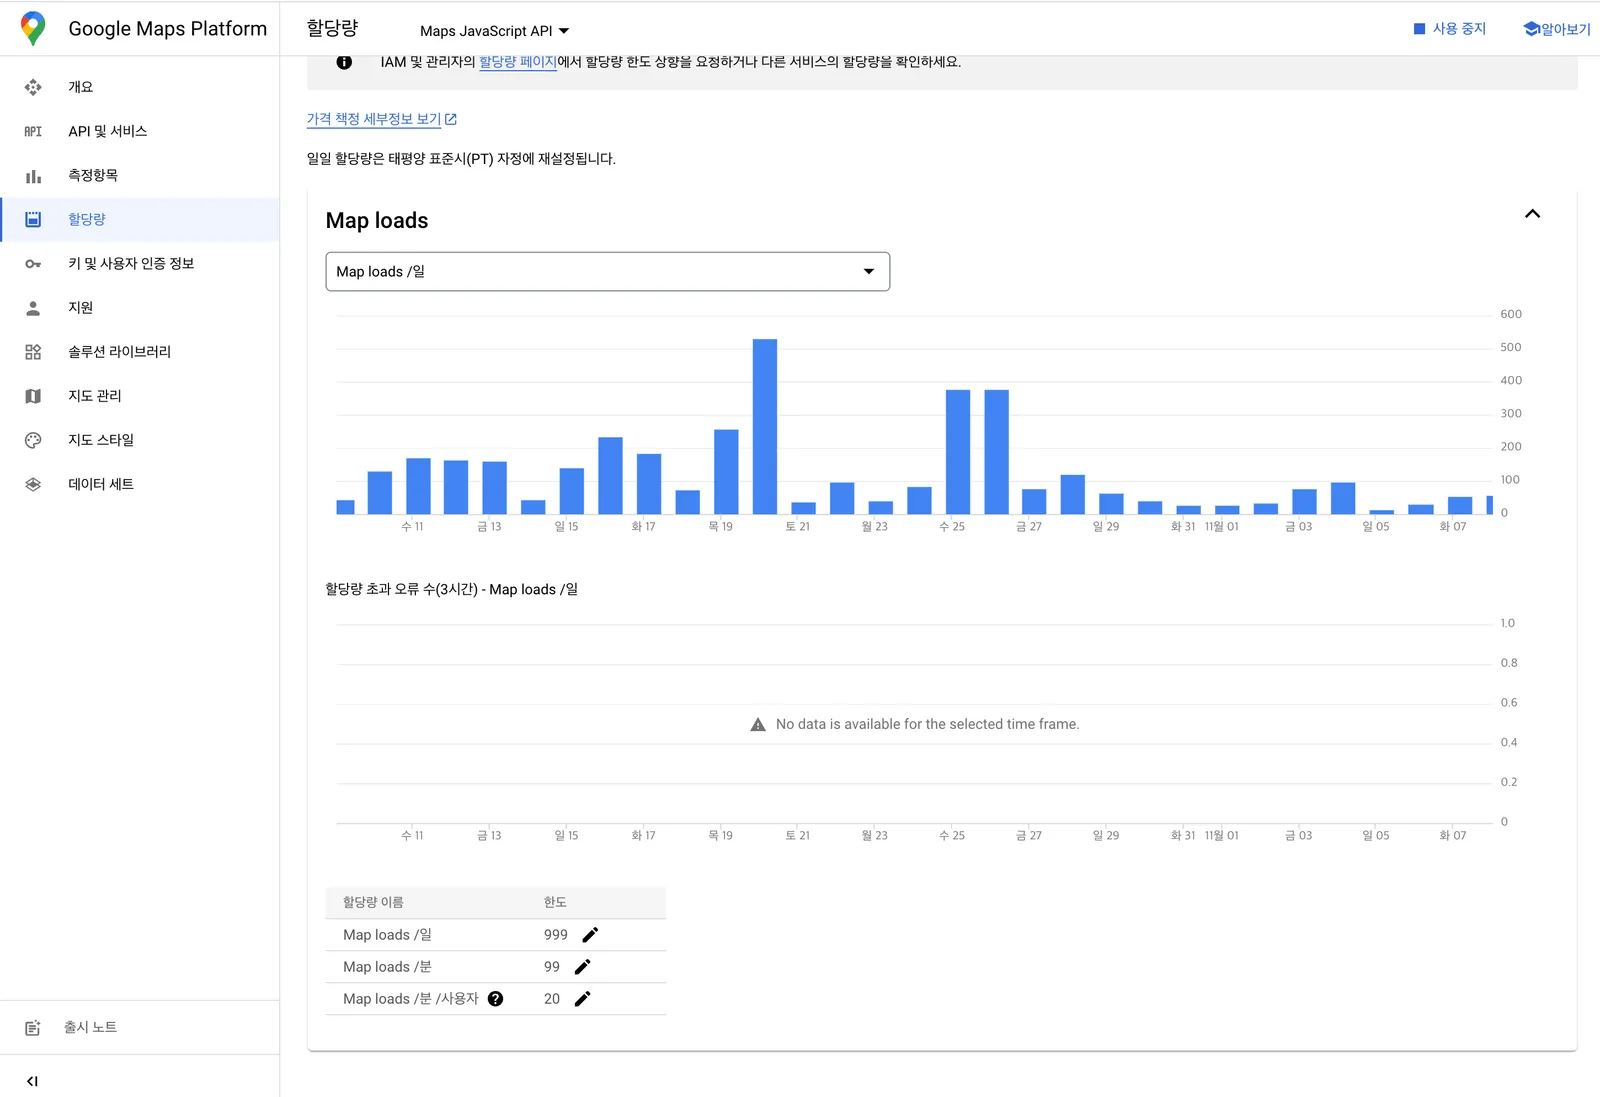 Google Maps Platform
할당량
Maps JavaScript API
사용 중지
알아보기
개요
API
API 및 서비스
측정항목
할당량
키 및 사용자 인증 정보
지원
솔루션 라이브러리
지도 관리
지도 스타일
데이터 세트
출시 노트
IAM 및 관리자의 할당량 페이지에서 할당량 한도 상향을 요청하거나 다른 서비스의 할당량을 확인하세요.
가격 책정 세부정보 보기
일일 할당량은 태평양 표준시(PT) 자정에 재설정됩니다.
Map loads
Map loads /일
600
500
400
300
200
100
0
수 11 금 13 일 15 화 17 목 19 토 21 월 23 수 25 금 27 일 29 화 31 11월 01 금 03 일 05 화 07
할당량 초과 오류 수(3시간) - Map loads /일
1.0
0.8
0.6
No data is available for the selected time frame.
0.4
0.2
0
수 11 금 13 일 15 화 17 목 19 토 21 월 23 수 25 금 27 일 29 화 31 11월 01 금 03 일 05 화 07
할당량 이름 한도
Map loads /일 999
Map loads /분 99
Map loads /분 /사용자 20